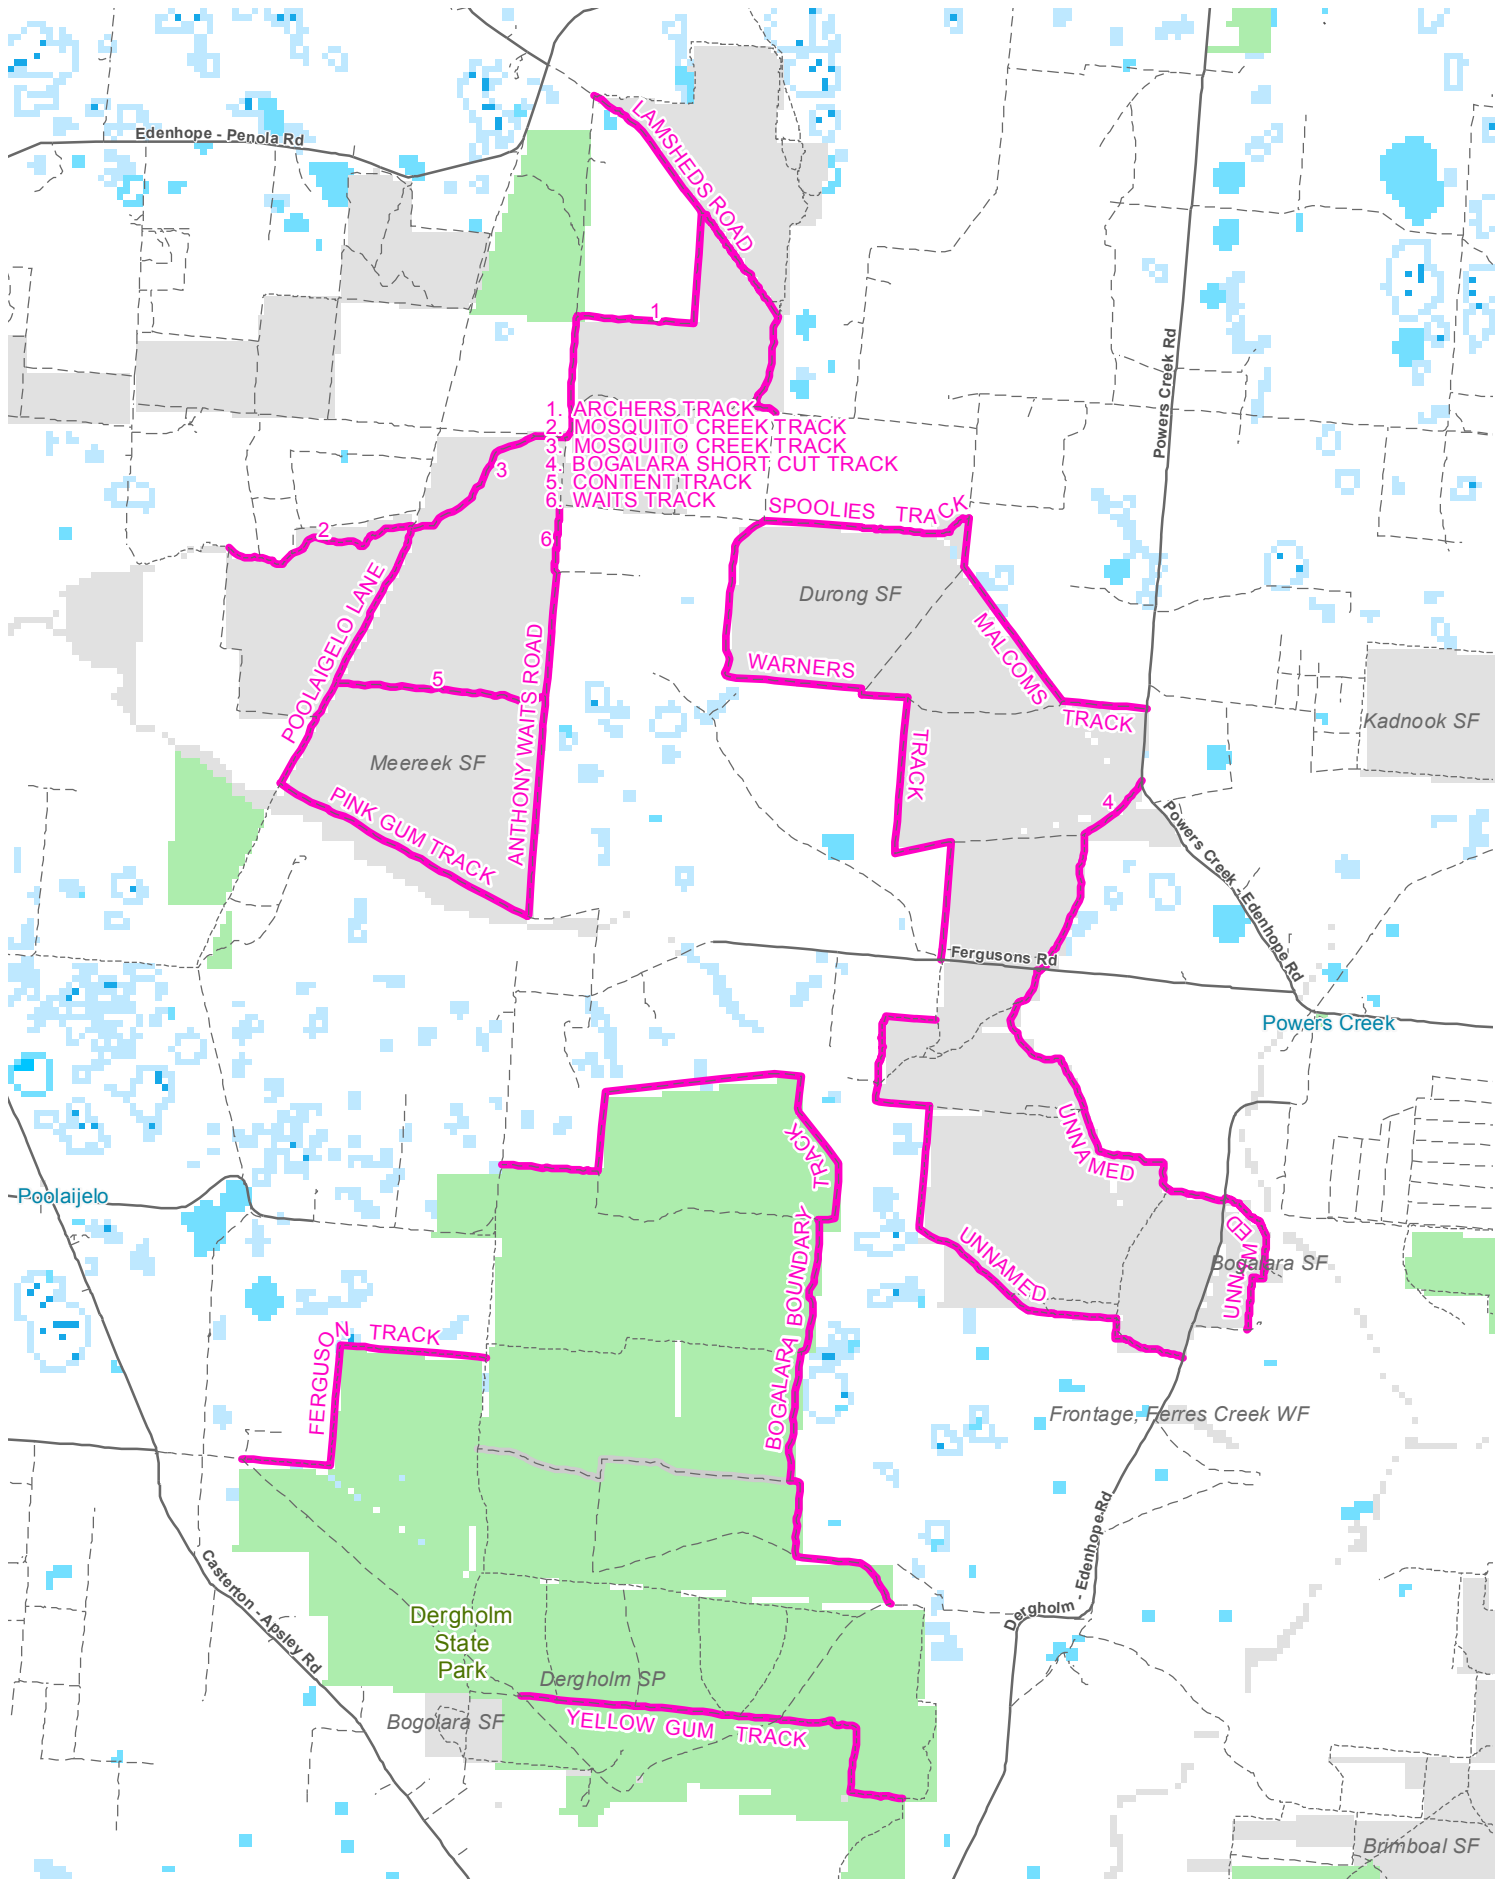 Edenhope - Penola Rd
LAMSHEDS ROAD
1
Powers Creek Rd
1. ARCHERS TRACK
2. MOSQUITO CREEK TRACK
3. MOSQUITO CREEK TRACK
4. BOGALARA SHORT CUT TRACK
5. CONTENT TRACK
6. WAITS TRACK
3
2
6
SPOOLIES TRACK
Durong SF
POOLAIGELO LANE
MALCOMS
TRACK
WARNERS
TRACK
5
ANTHONY WAITS ROAD
Meereek SF
Kadnook SF
PINK GUM TRACK
4
Powers Creek - Edenhope Rd
Fergusons Rd
Powers Creek
UNNAMED
TRACK
BOGALARA BOUNDARY
Poolaijelo
UNNAMED
UNNAMED
Bogalara SF
FERGUSON TRACK
Frontage, Ferres Creek WF
Dergholm - Edenhope Rd
Casterton - Apsley Rd
Dergholm
State
Park
Dergholm SP
Bogolara SF
YELLOW GUM TRACK
Brimboal SF